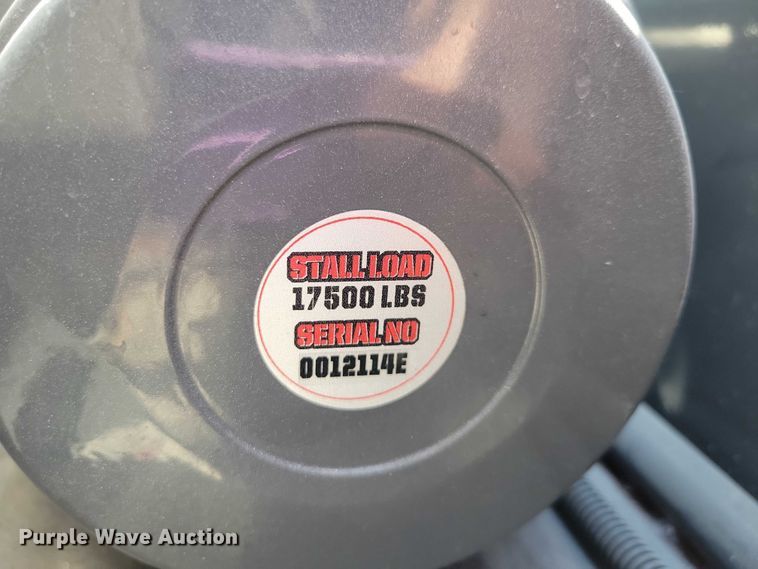 STALL LOAD
17500 LBS
SERIAL NO
0012114E
Purple Wave Auction